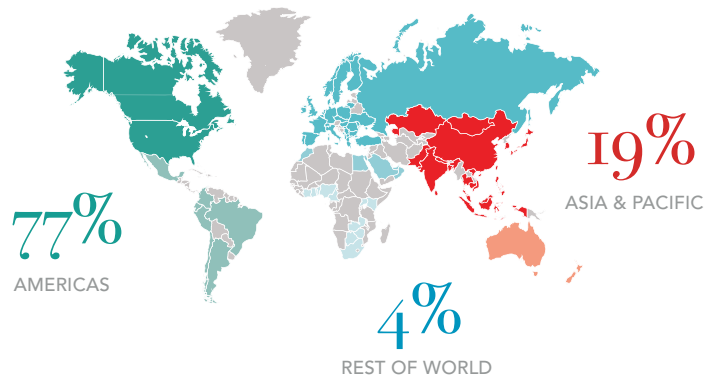 19%
ASIA & PACIFIC
77%
AMERICAS
4%
REST OF WORLD